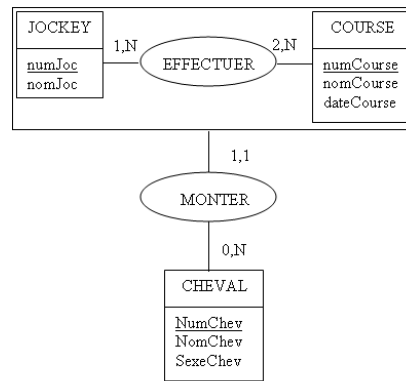 JOCKEY
numJoc
nomJoc
1,N
EFFECTUER
2,N
COURSE
numCourse
nomCourse
dateCourse
1,1
MONTER
0,N
CHEVAL
NumChev
NomChev
SexeChev